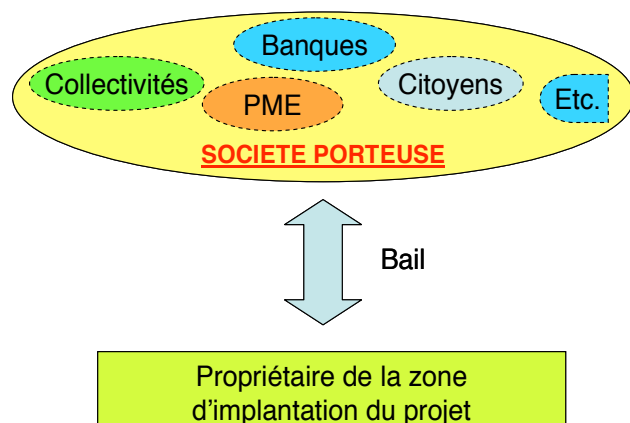 Banques
Collectivités
Citoyens
PME
Etc.
SOCIETE PORTEUSE
Bail
Propriétaire de la zone
d'implantation du projet